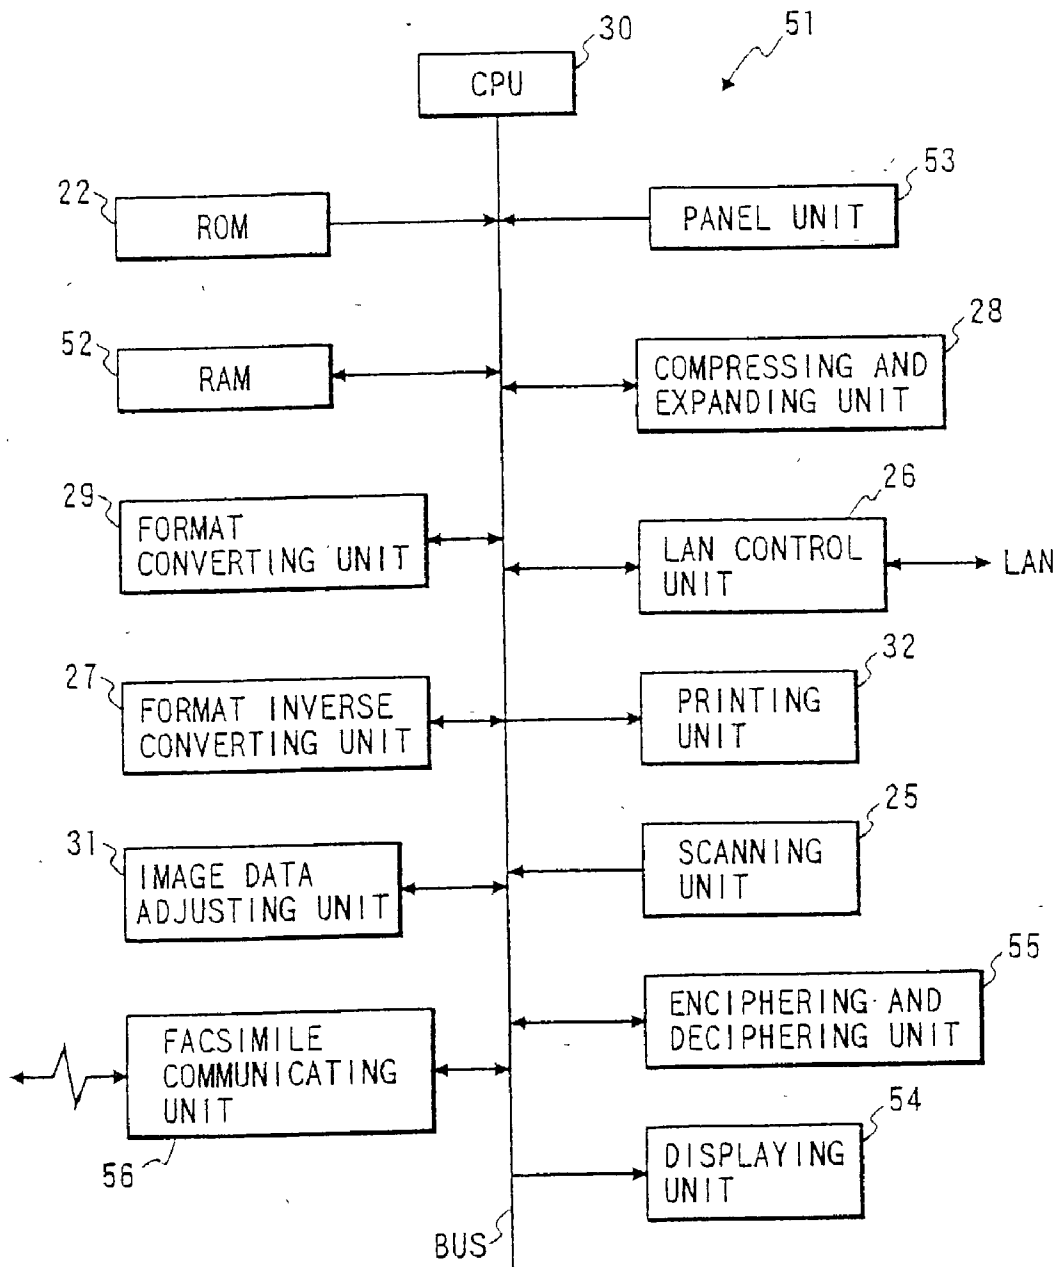 30
51
CPU
22
ROM
53
PANEL UNIT
52
RAM
28
COMPRESSING AND
EXPANDING UNIT
29
FORMAT
CONVERTING UNIT
26
LAN CONTROL
UNIT
LAN
27
FORMAT INVERSE
CONVERTING UNIT
32
PRINTING
UNIT
31
IMAGE DATA
ADJUSTING UNIT
25
SCANNING
UNIT
55
ENCIPHERING AND
DECIPHERING UNIT
FACSIMILE
COMMUNICATING
UNIT
56
54
DISPLAYING
UNIT
BUS